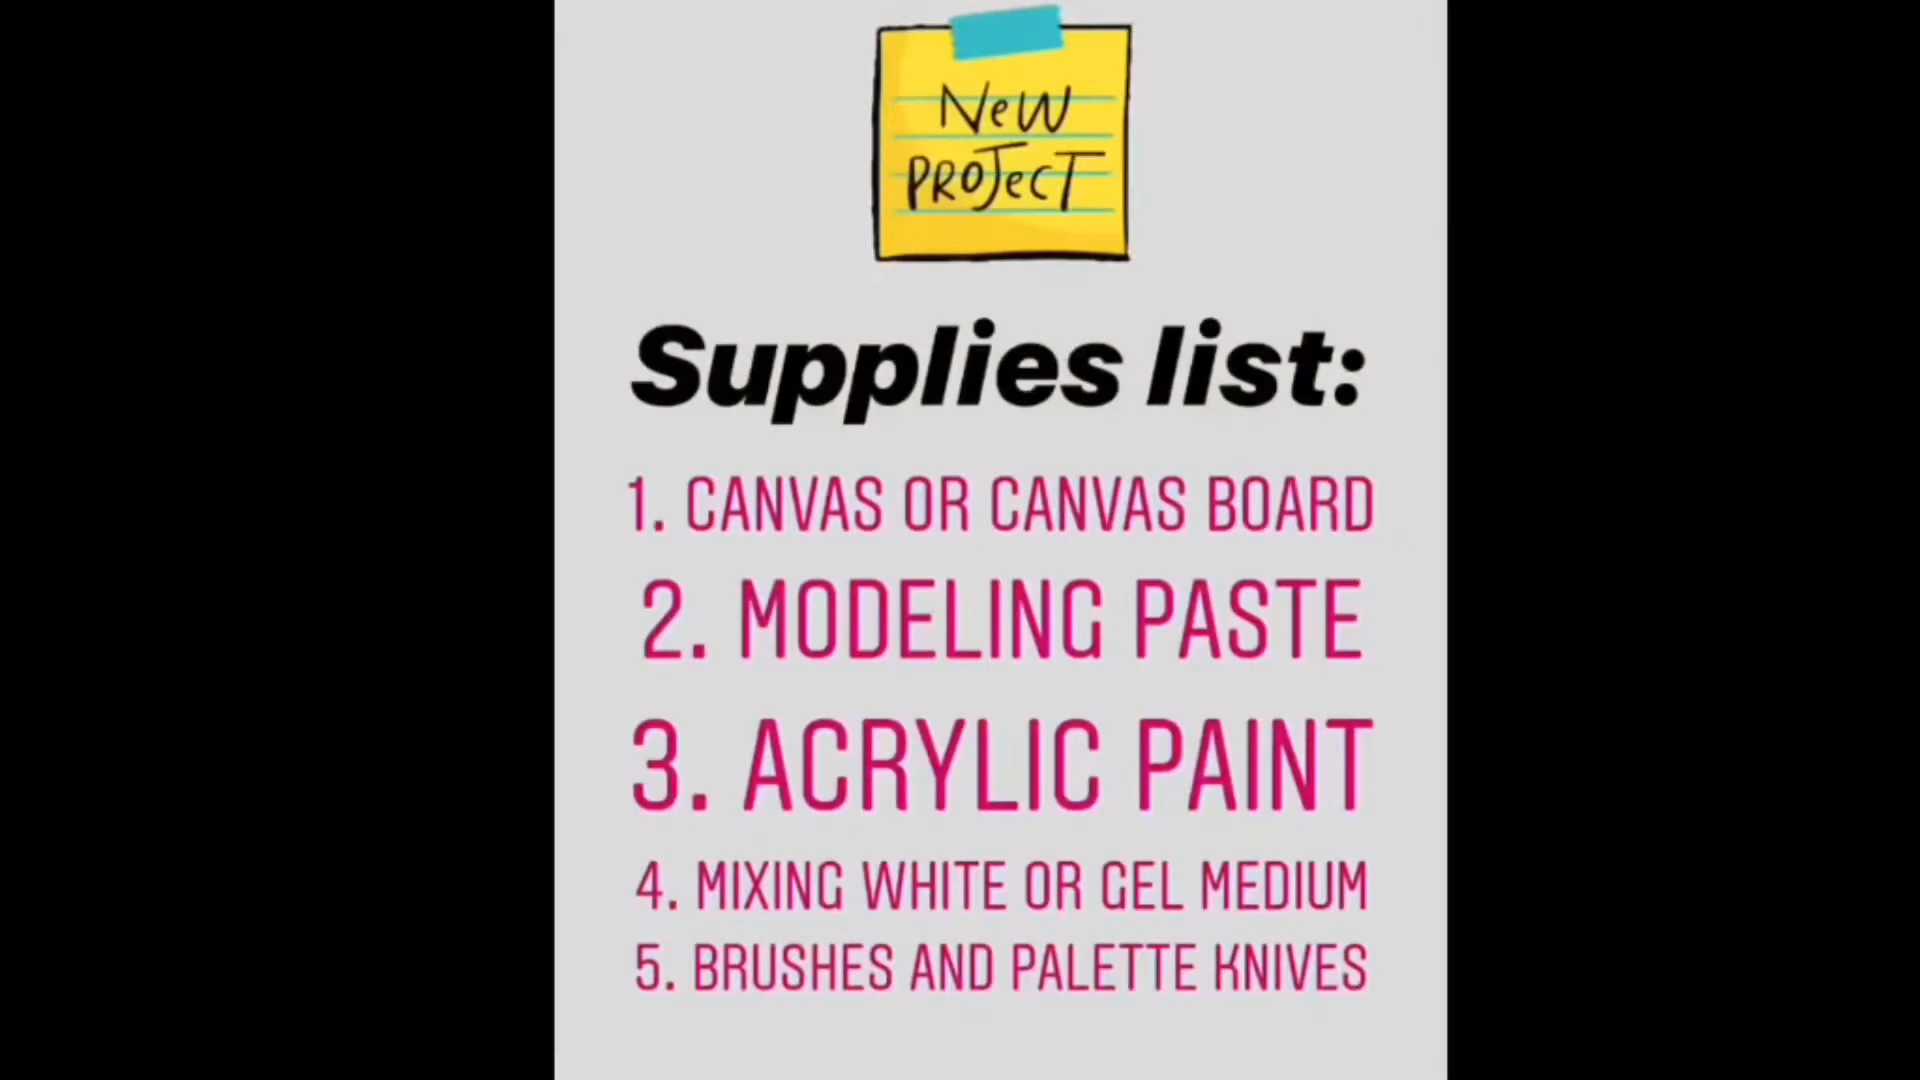 NeW
PROJecT
Supplies list:
1. CANVAS OR CANVAS BOARD
2. MODELING PASTE
3. ACRYLIC PAINT
4. MIXING WHITE OR GEL MEDIUM
5. BRUSHES AND PALETTE KNIVES